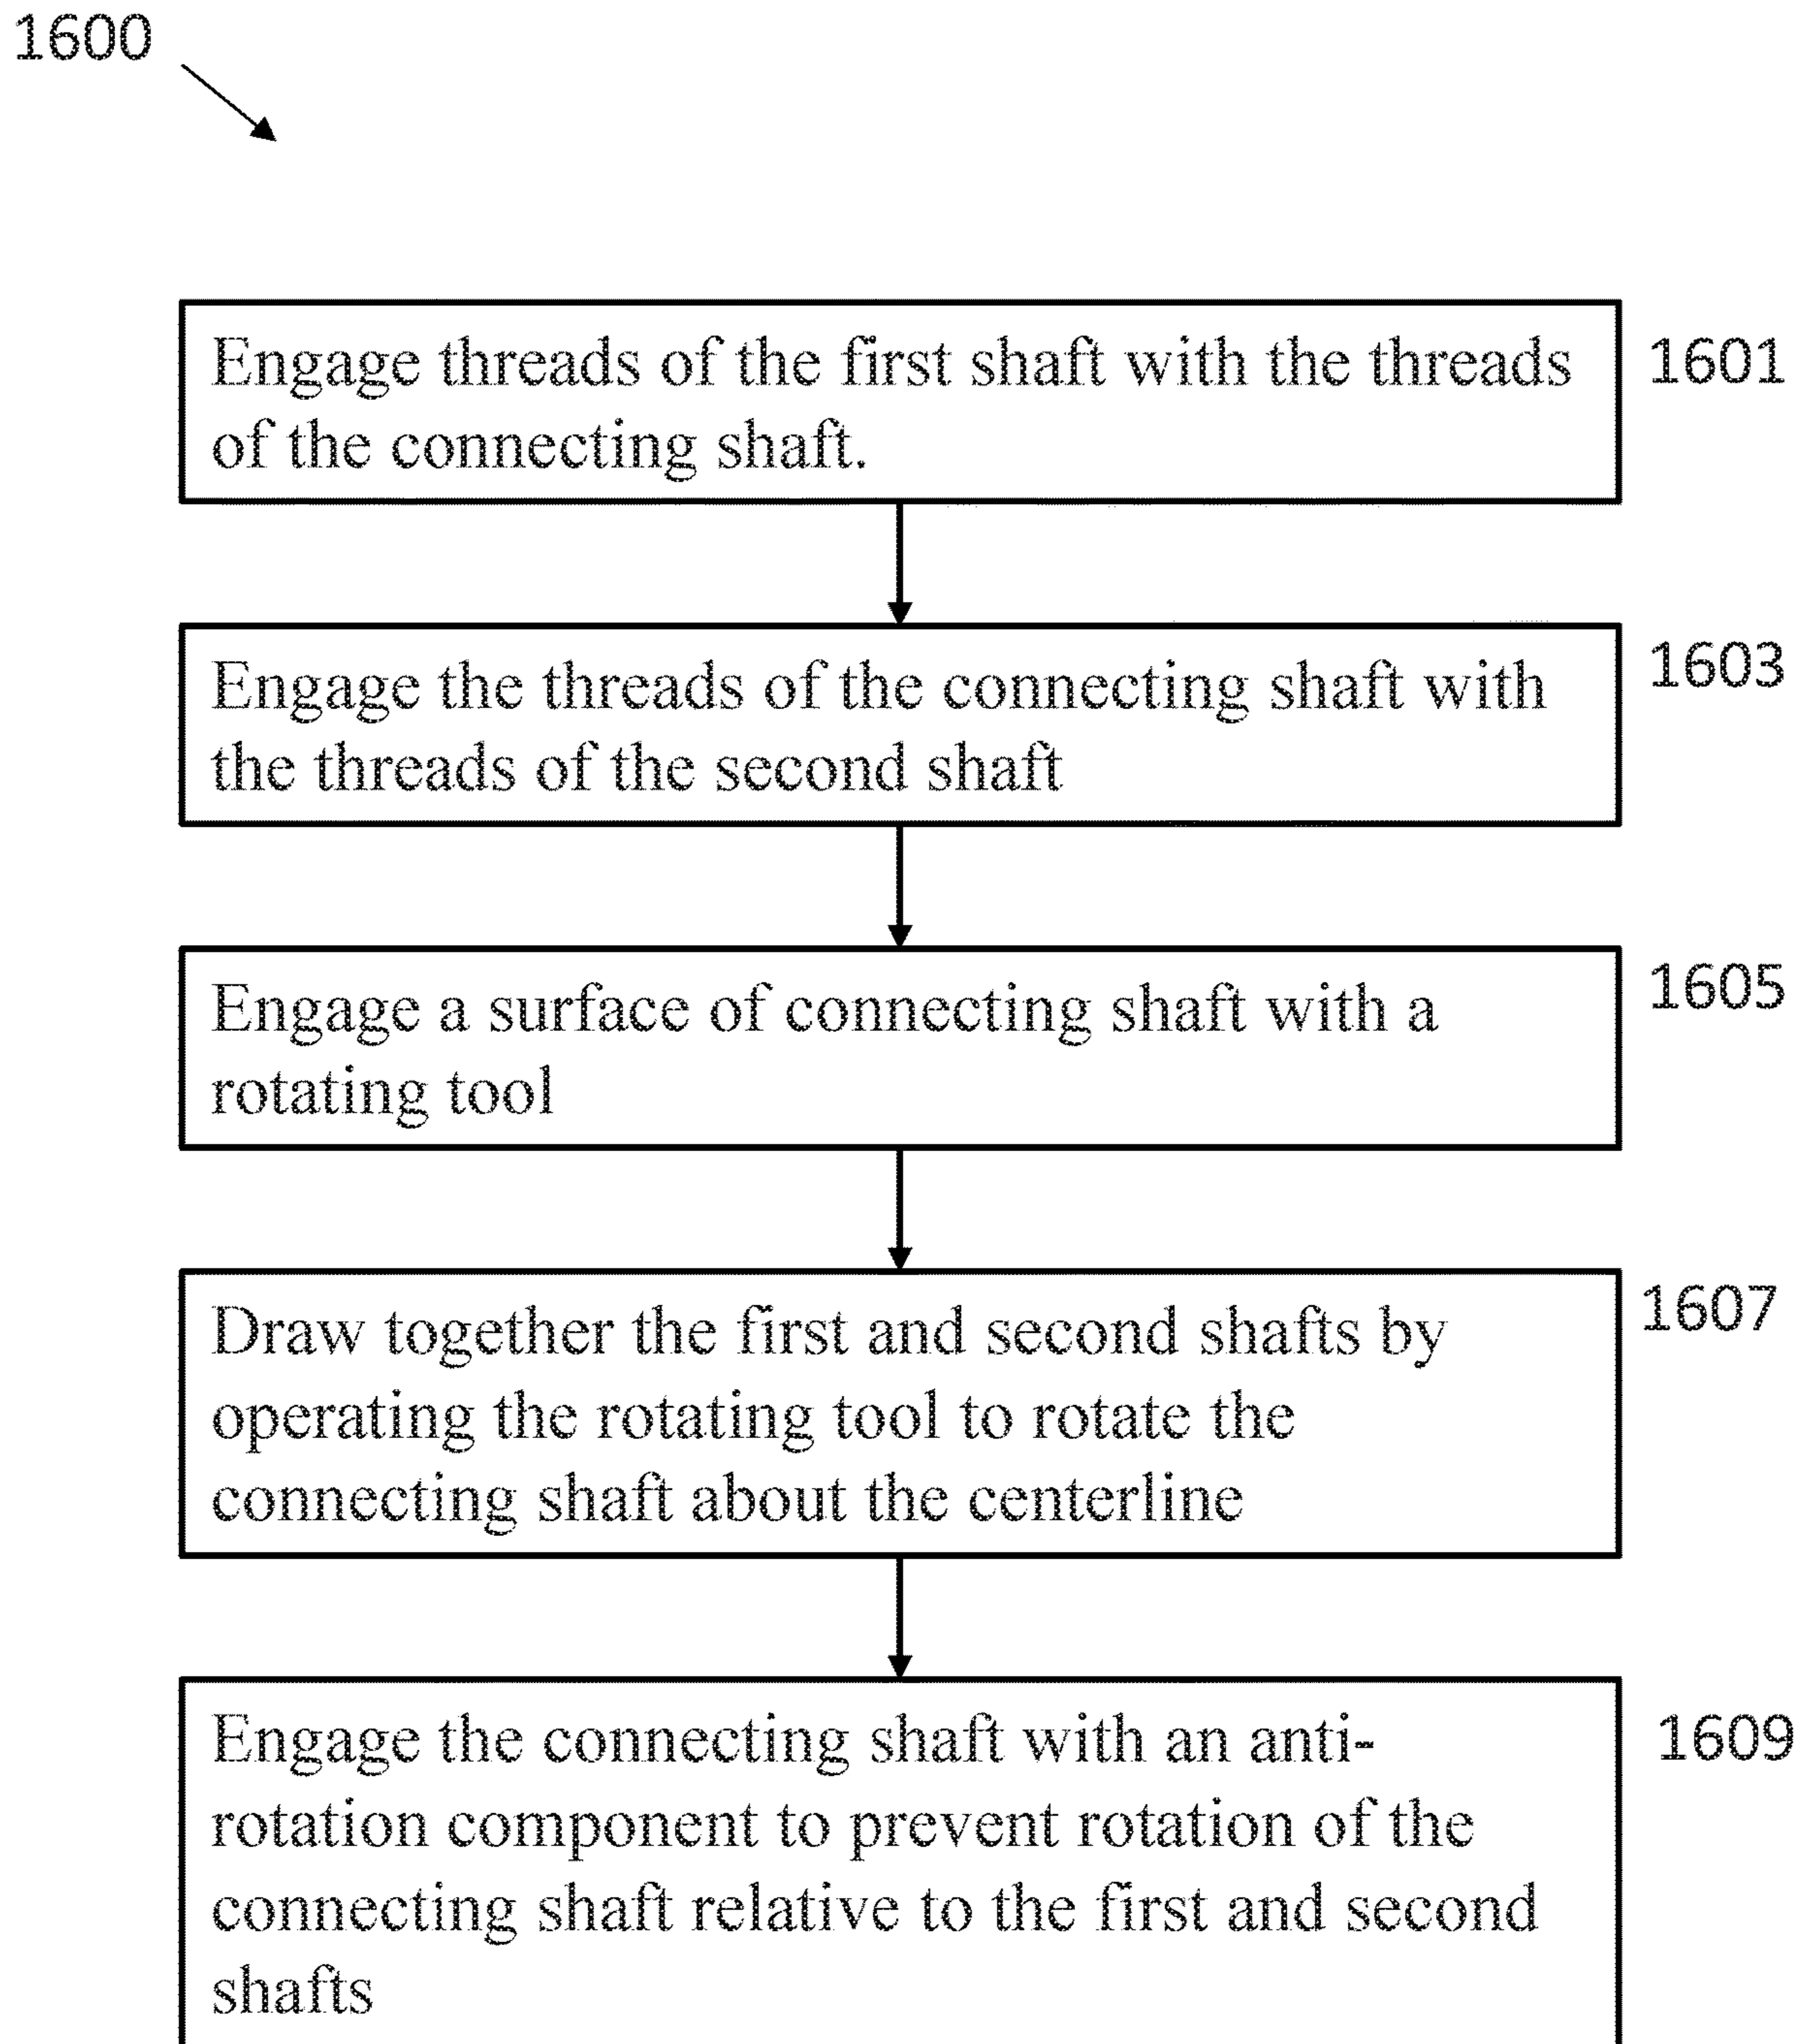 1600
Engage threads of the first shaft with the threads
of the connecting shaft.
1601
Engage the threads of the connecting shaft with
the threads of the second shaft
1603
Engage a surface of connecting shaft with a
rotating tool
1605
Draw together the first and second shafts by
operating the rotating tool to rotate the
connecting shaft about the centerline
1607
Engage the connecting shaft with an anti-
rotation component to prevent rotation of the
connecting shaft relative to the first and second
shafts
1609